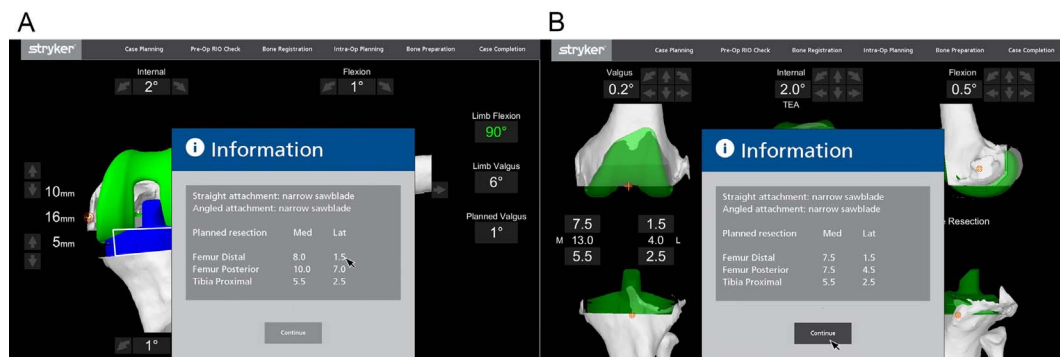 A
stryker
Case Planning Pre-Op RIO Check Bone Registration Intra-Op Planning Bone Preparation Case Completion
Internal
2°
Flexion
1°
Limb Flexion
90°
Limb Valgus
6°
Planned Valgus
1°
10mm
16mm
5mm
Information
Straight attachment: narrow sawblade
Angled attachment: narrow sawblade
Planned resection Med Lat
Femur Distal 8.0 1.5
Femur Posterior 10.0 7.0
Tibia Proximal 5.5 2.5
Continue
1°
B
stryker
Case Planning Pre-Op RIO Check Bone Registration Intra-Op Planning Bone Preparation Case Completion
Valgus
0.2°
Internal
2.0°
TEA
Flexion
0.5°
7.5 1.5
M 13.0 4.0 L
5.5 2.5
Resection
Information
Straight attachment: narrow sawblade
Angled attachment: narrow sawblade
Planned resection Med Lat
Femur Distal 7.5 1.5
Femur Posterior 7.5 4.5
Tibia Proximal 5.5 2.5
Continue